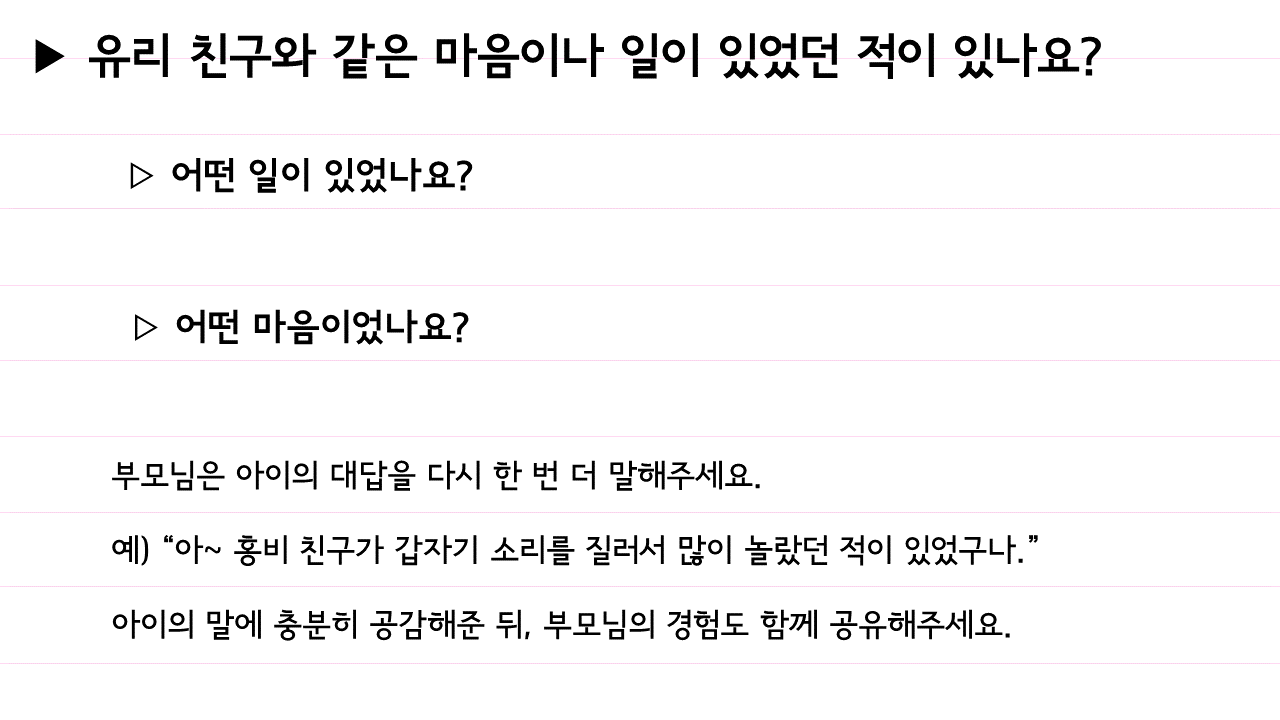 ▶ 유리 친구와 같은 마음이나 일이 있었던 적이 있나요?
▷ 어떤 일이 있었나요?
▷ 어떤 마음이었나요?
부모님은 아이의 대답을 다시 한 번 더 말해주세요.
예) “아~ 홍비 친구가 갑자기 소리를 질러서 많이 놀랐던 적이 있었구나.”
아이의 말에 충분히 공감해준 뒤, 부모님의 경험도 함께 공유해주세요.